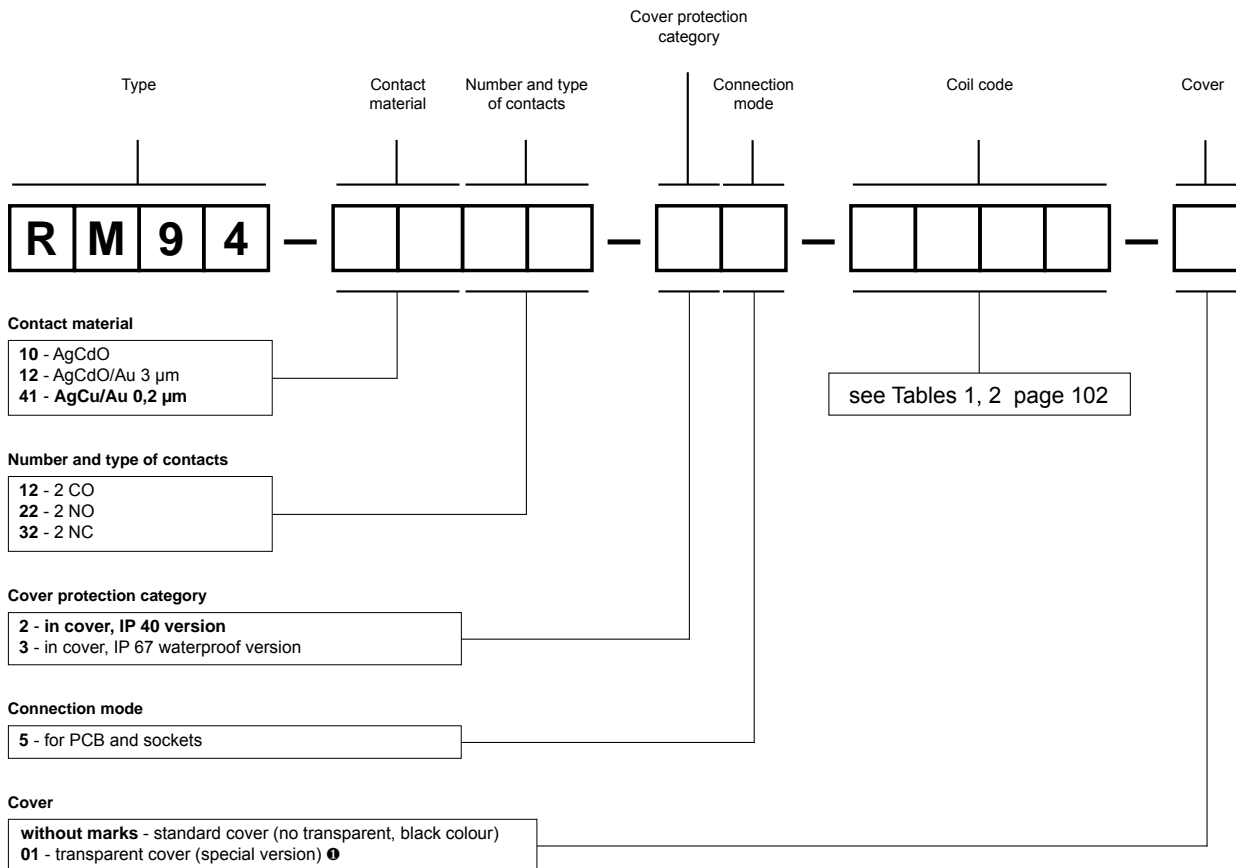 Cover protection
category
Type
Contact
material
Number and type
of contacts
Connection
mode
Coil code
Cover
R M 9 4 – – – –
Contact material
10 - AgCdO
12 - AgCdO/Au 3 µm
41 - AgCu/Au 0,2 µm
see Tables 1, 2 page 102
Number and type of contacts
12 - 2 CO
22 - 2 NO
32 - 2 NC
Cover protection category
2 - in cover, IP 40 version
3 - in cover, IP 67 waterproof version
Connection mode
5 - for PCB and sockets
Cover
without marks - standard cover (no transparent, black colour)
01 - transparent cover (special version) ❶